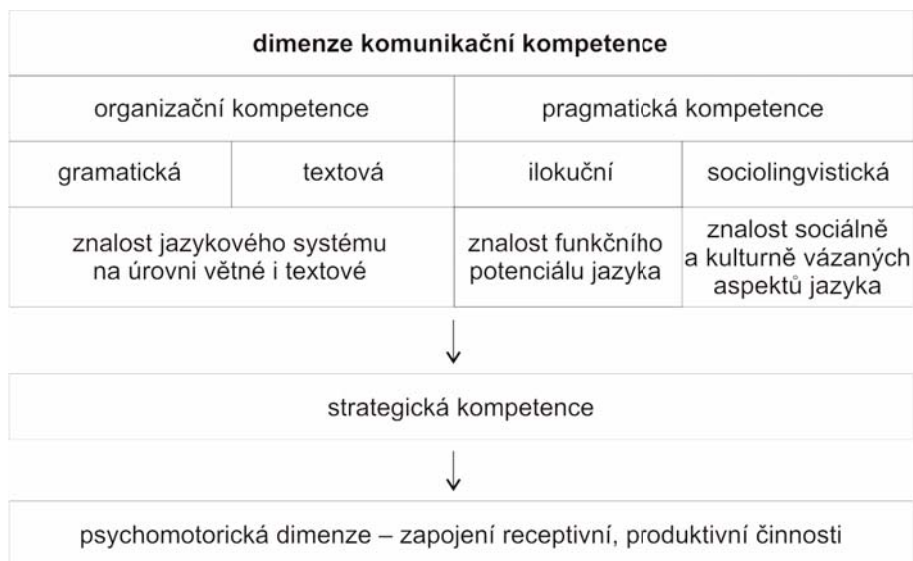 dimenze komunikační kompetence
organizační kompetence
pragmatická kompetence
gramatická
textová
ilokuční
sociolingvistická
znalost jazykového systému
na úrovni větné i textové
znalost funkčního
potenciálu jazyka
znalost sociálně
a kulturně vázaných
aspektů jazyka
strategická kompetence
psychomotorická dimenze – zapojení receptivní, produktivní činnosti